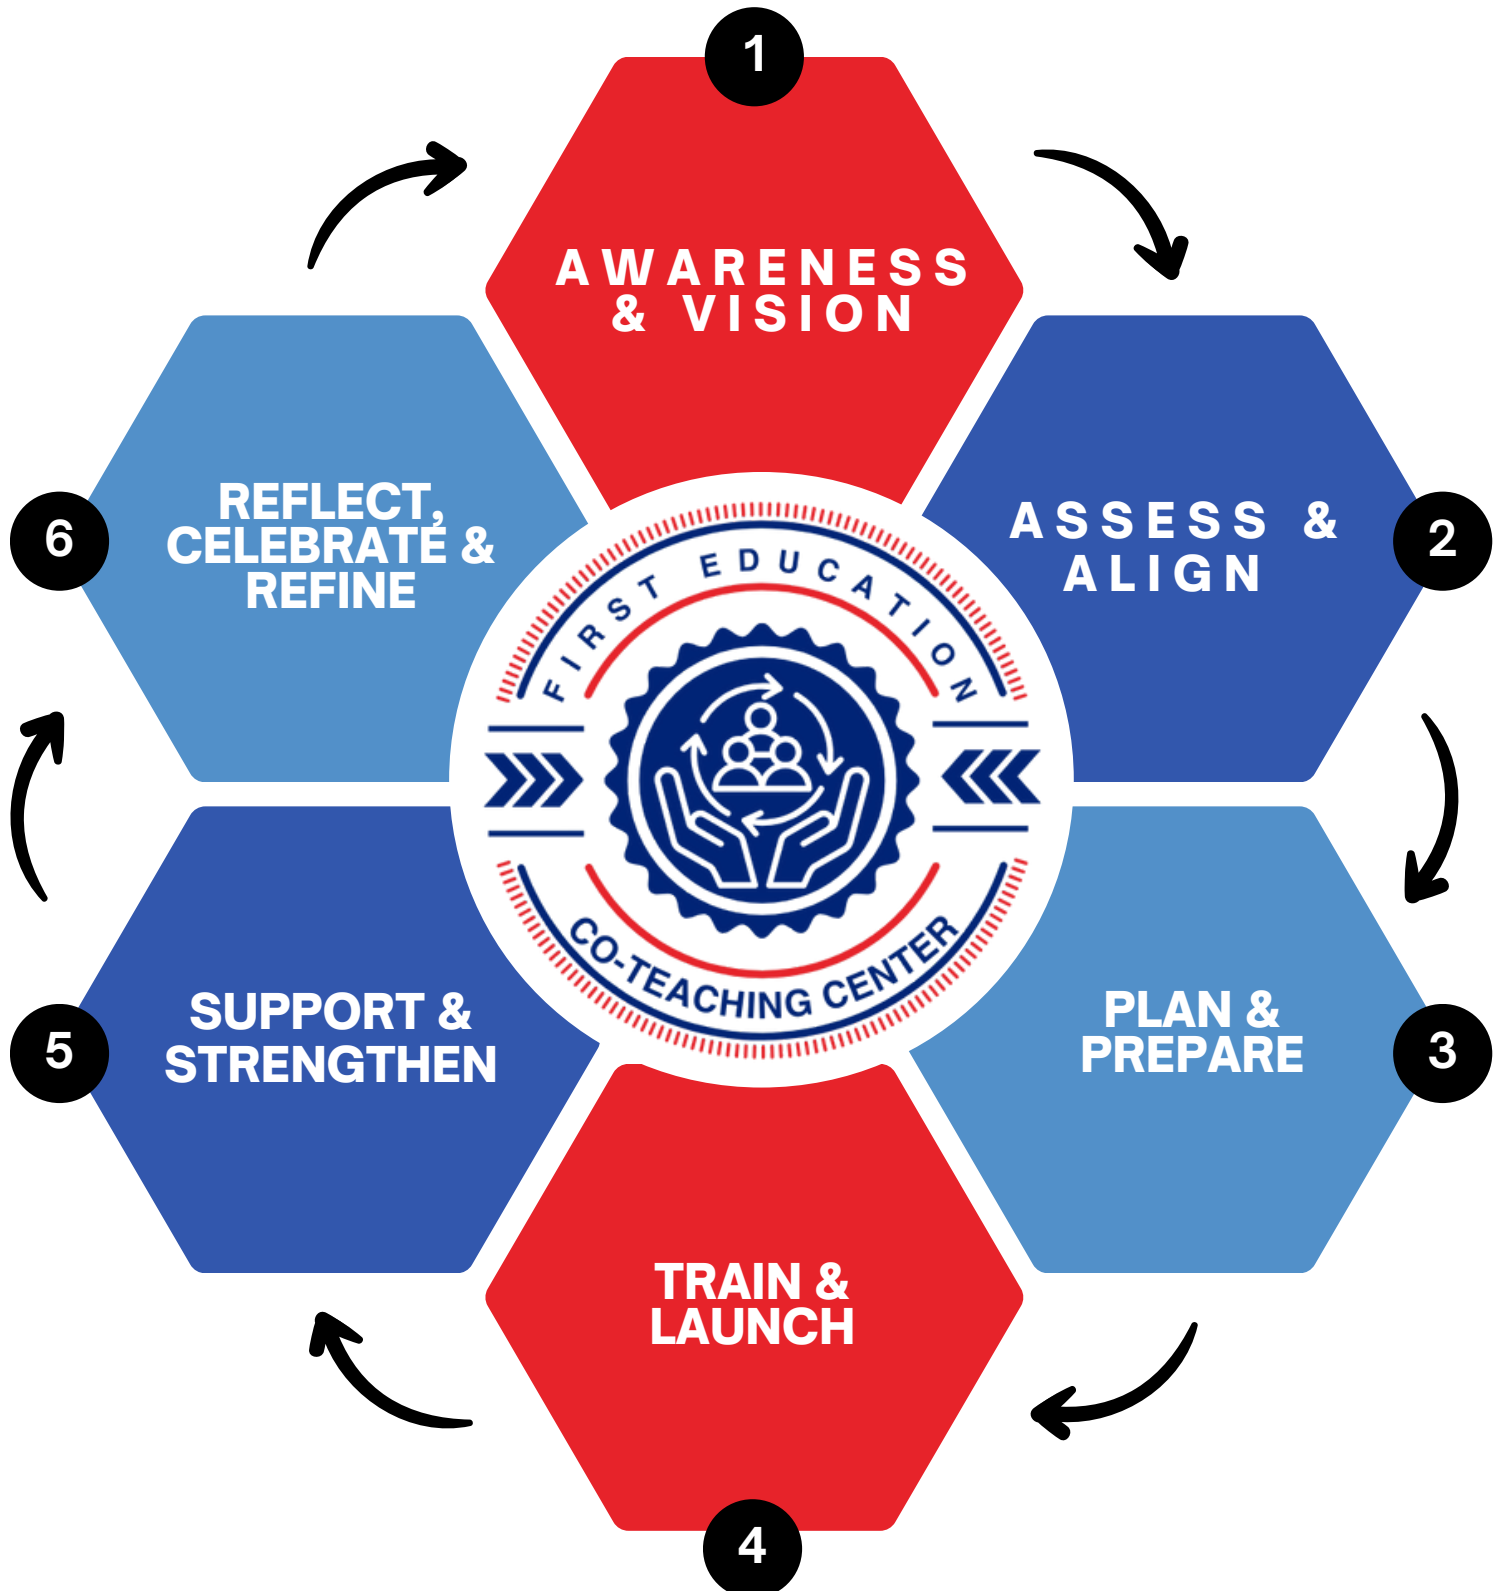 1
AWARENESS
& VISION
2
ASSESS &
ALIGN
3
PLAN &
PREPARE
4
TRAIN &
LAUNCH
5
SUPPORT &
STRENGTHEN
6
REFLECT,
CELEBRATE &
REFINE
FIRST EDUCATION
CO-TEACHING CENTER